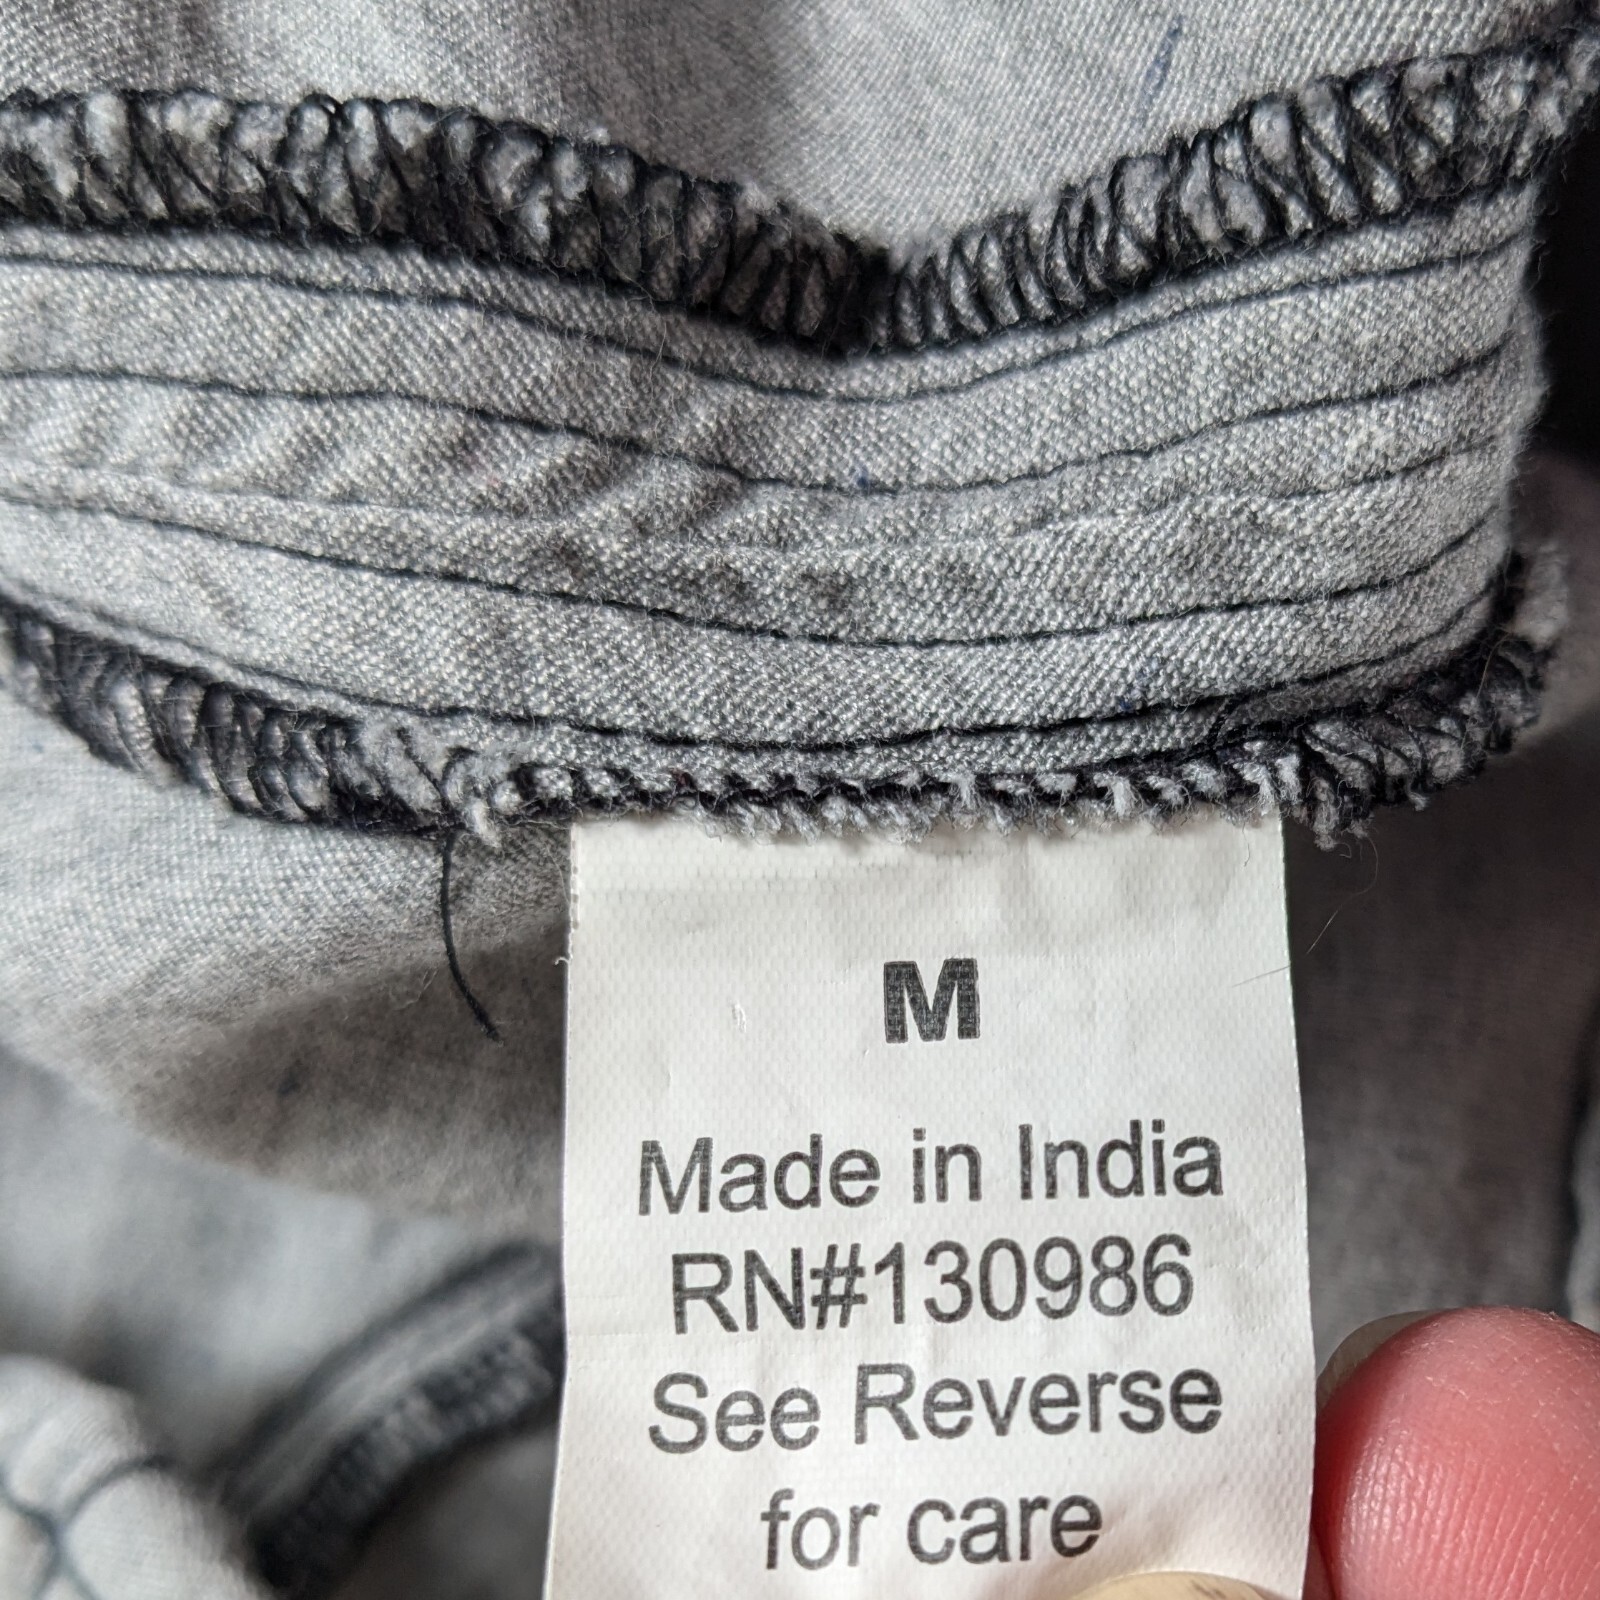 M
Made in India
RN#130986
See Reverse
for care